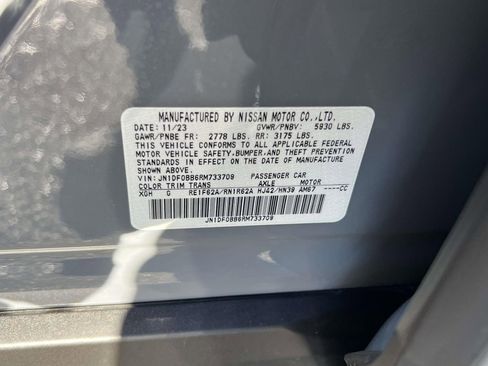 MANUFACTURED BY NISSAN MOTOR CO.,LTD.
DATE: 11/23 GVWR/PNBV: 5930 LBS.
GAWR/PNBE FR: 2778 LBS. RR: 3175 LBS.
THIS VEHICLE CONFORMS TO ALL APPLICABLE FEDERAL
MOTOR VEHICLE SAFETY,BUMPER,AND THEFT PREVENTION
STANDARDS IN EFFECT ON THE DATE OF MANUFACTURE
SHOWN ABOVE.
VIN: JN1DF0BB6RM733709 PASSENGER CAR
COLOR TRIM TRANS AXLE MOTOR
XGH G RE1F62A/RN1R62A HJ42/HN39 AM67 ----CC
JN1DF0BB6RM733709